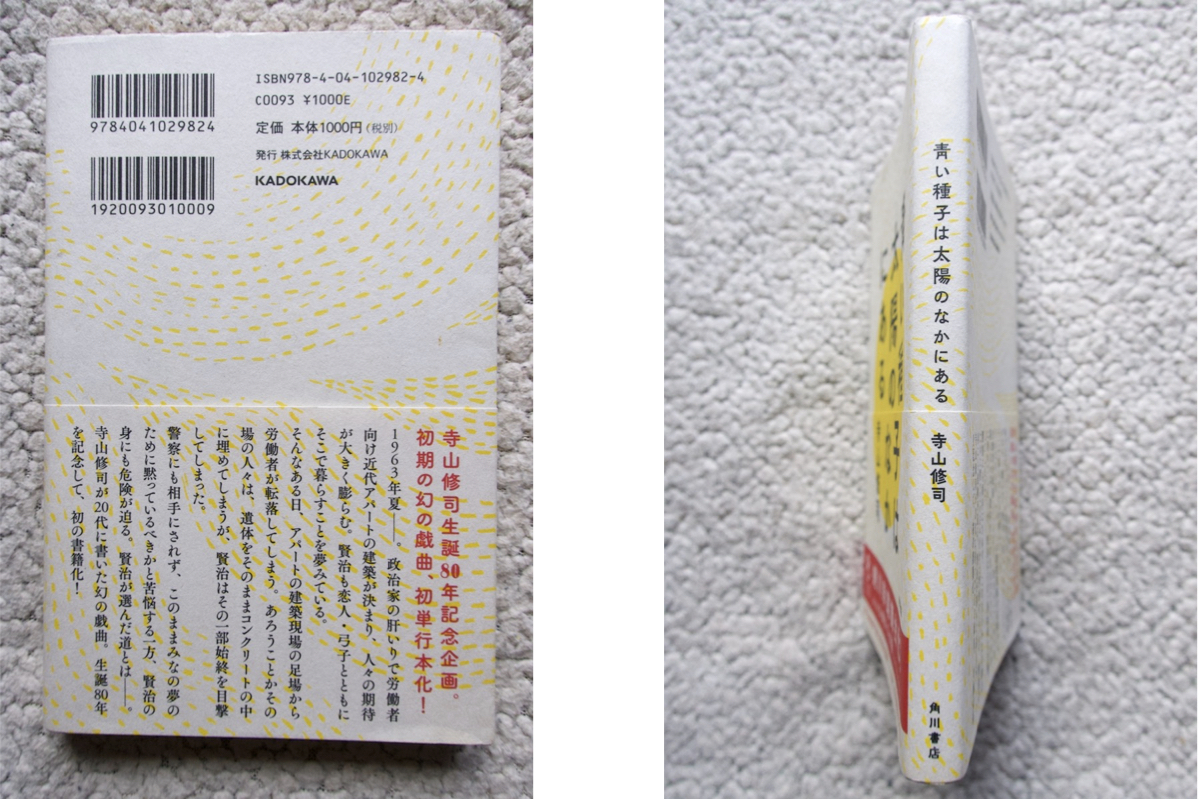 ISBN978-4-04-102982-4
C0093 ¥1000E
定価 本体1000円(税別)
発行 株式会社KADOKAWA
KADOKAWA
9784041029824
1920093010009
寺山修司生誕80年記念企画。
初期の幻の戯曲、初単行本化!
1963年夏――。政治家の肝いりで労働者
向け近代アパートの建築が決まり、人々の期待
が大きく膨らむ。賢治も恋人・弓子とともに
そこで暮らすことを夢みている。
そんなある日、アパートの建築現場の足場から
労働者が転落してしまう。あろうことかその
場の人々は、遺体をそのままコンクリートの中
に埋めてしまうが、賢治はその一部始終を目撃
してしまった。
警察にも相手にされず、このままみなの夢の
ために黙っているべきかと苦悩する一方、賢治の
身にも危険が迫る。賢治が選んだ道とは――。
寺山修司が20代に書いた幻の戯曲。生誕80年
を記念して、初の書籍化!
青い種子は太陽のなかにある 寺山修司
角川書店